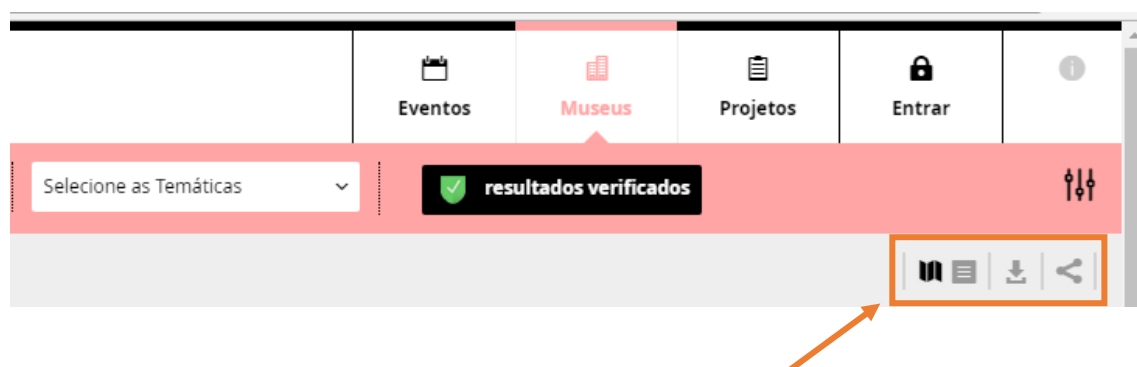 Eventos
Museus
Projetos
Entrar
Selecione as Temáticas
resultados verificados